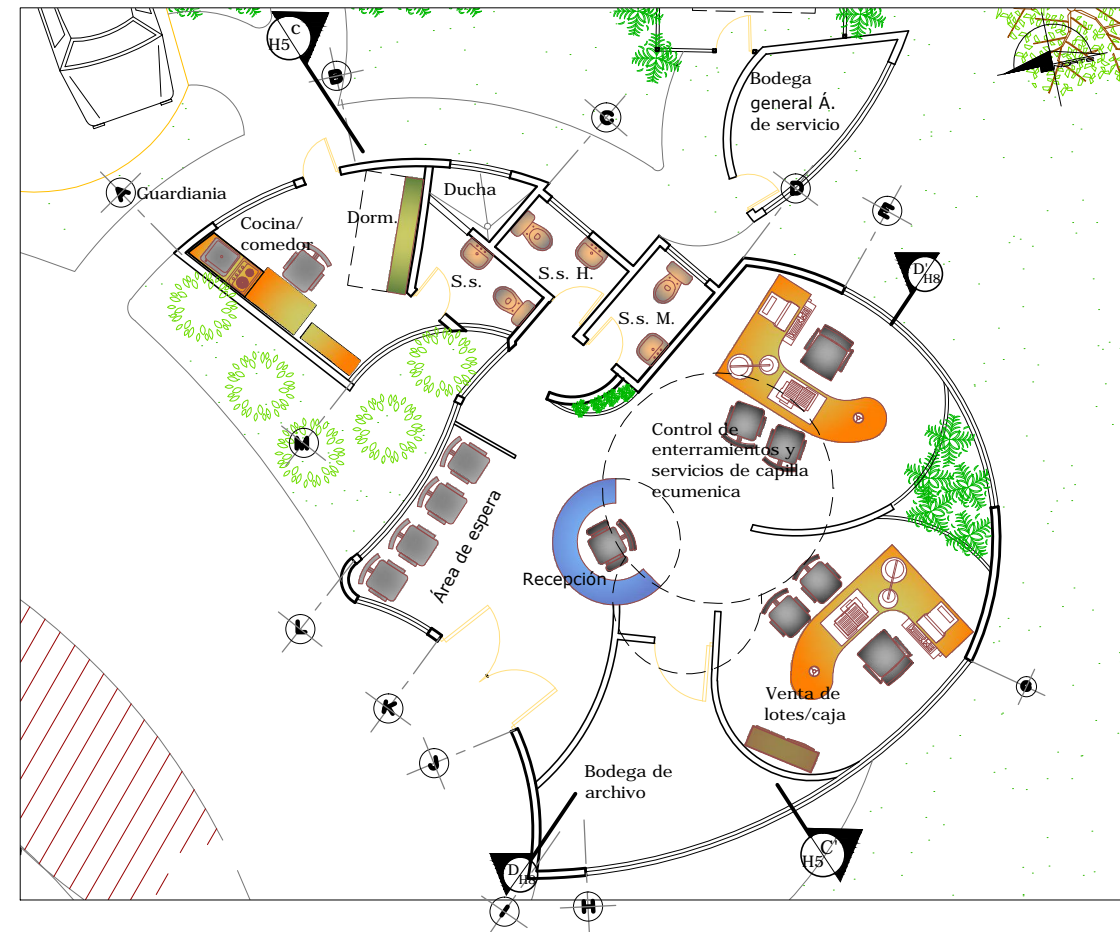 C
H5
B
C
Bodega
general Á.
de servicio
A
Guardiania
Ducha
Cocina/
comedor
Dorm.
S.s.
S.s. H.
S.s. M.
D
E
D'
H8
Control de
enterramientos y
servicios de capilla
ecumenica
M
Área de espera
Recepción
L
Venta de
lotes/caja
G
K
J
Bodega de
archivo
D
H8
C'
H5
I
H